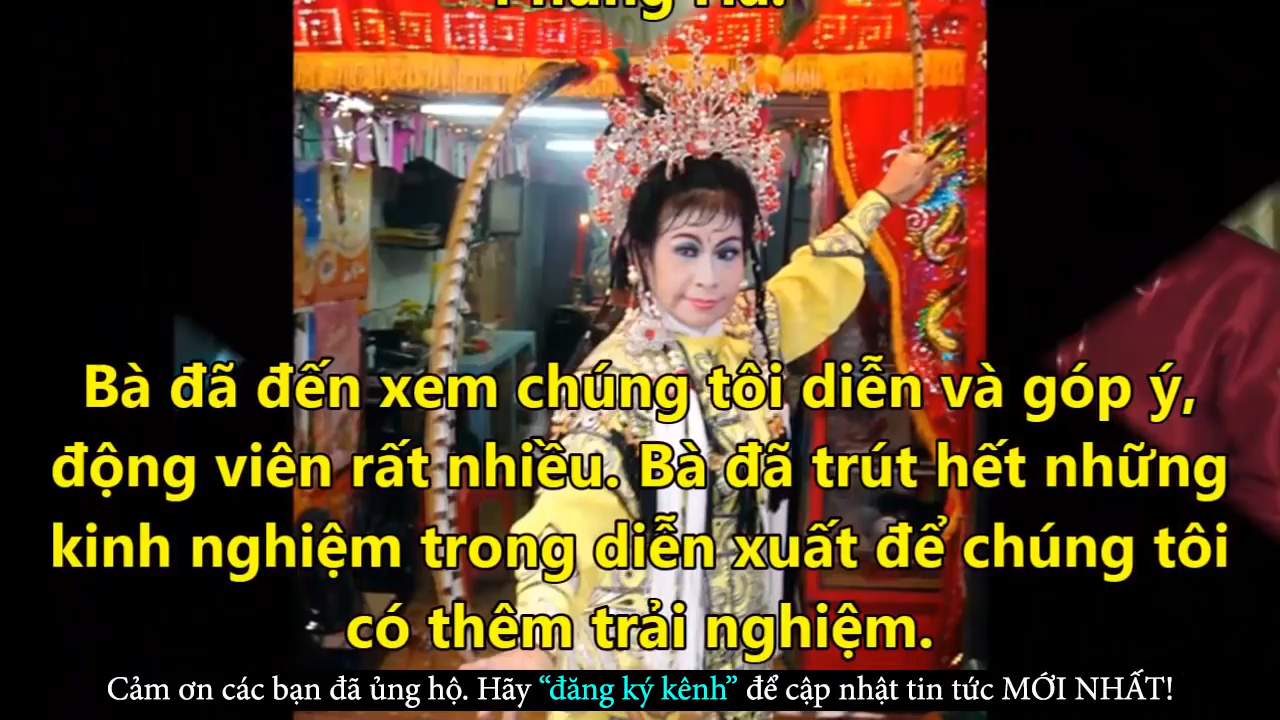 Bà đã đến xem chúng tôi diễn và góp ý,
động viên rất nhiều. Bà đã trút hết những
kinh nghiệm trong diễn xuất để chúng tôi
có thêm trải nghiệm.
Cảm ơn các bạn đã ủng hộ. Hãy “đăng ký kênh” để cập nhật tin tức MỚI NHẤT!